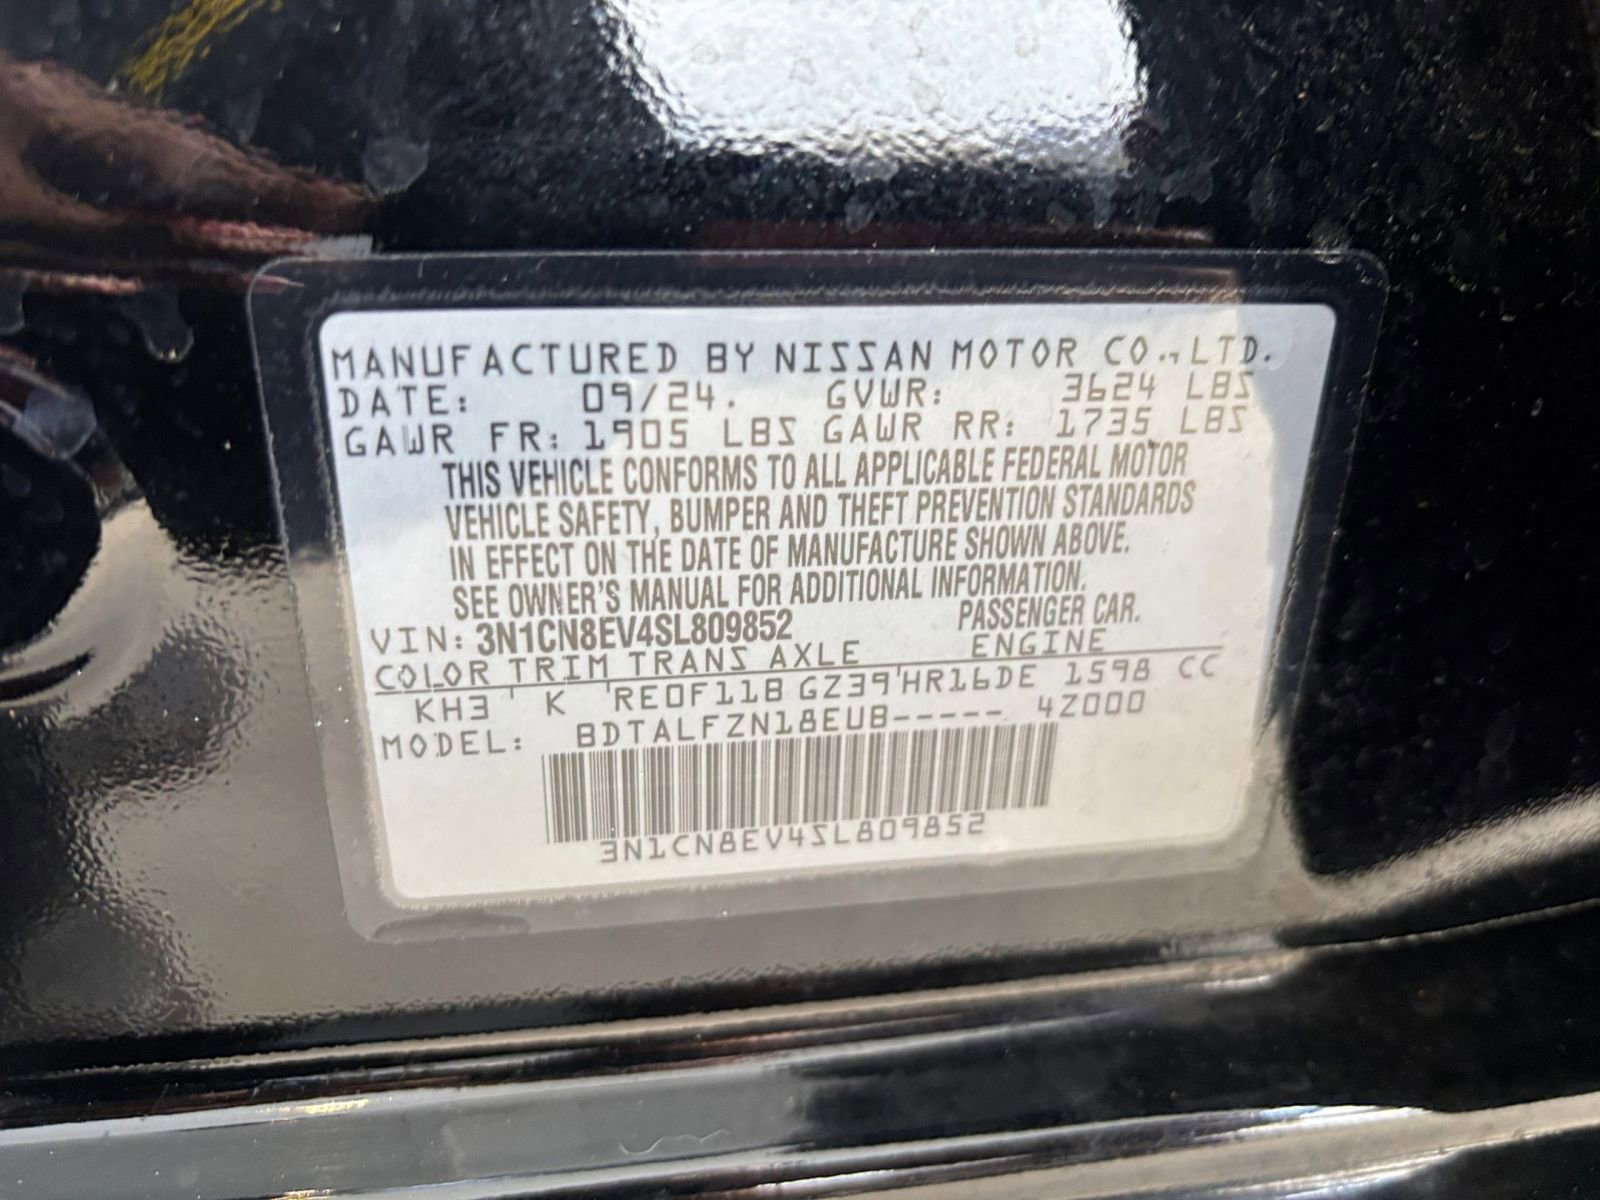 MANUFACTURED BY NISSAN MOTOR CO., LTD.
DATE: 09/24. GVWR: 3624 LBS
GAWR FR: 1905 LBS GAWR RR: 1735 LBS
THIS VEHICLE CONFORMS TO ALL APPLICABLE FEDERAL MOTOR
VEHICLE SAFETY, BUMPER AND THEFT PREVENTION STANDARDS
IN EFFECT ON THE DATE OF MANUFACTURE SHOWN ABOVE.
SEE OWNER'S MANUAL FOR ADDITIONAL INFORMATION.
VIN: 3N1CN8EV4SL809852 PASSENGER CAR.
COLOR TRIM TRANS AXLE ENGINE
KH3 ' K 'RE0F11B GZ39'HR16DE 1598 CC
MODEL: BDTALFZN18EUB----- 4Z000
3N1CN8EV4SL809852